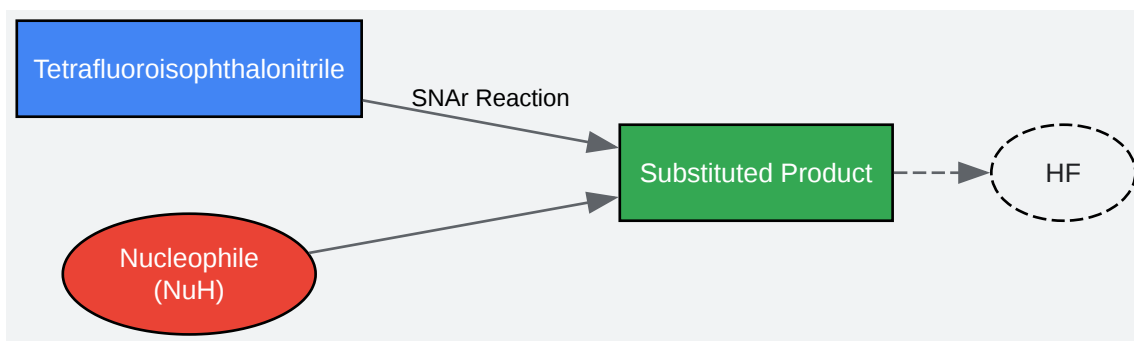 Tetrafluoroisophthalonitrile
SNAr Reaction
Substituted Product
HF
Nucleophile
(NuH)